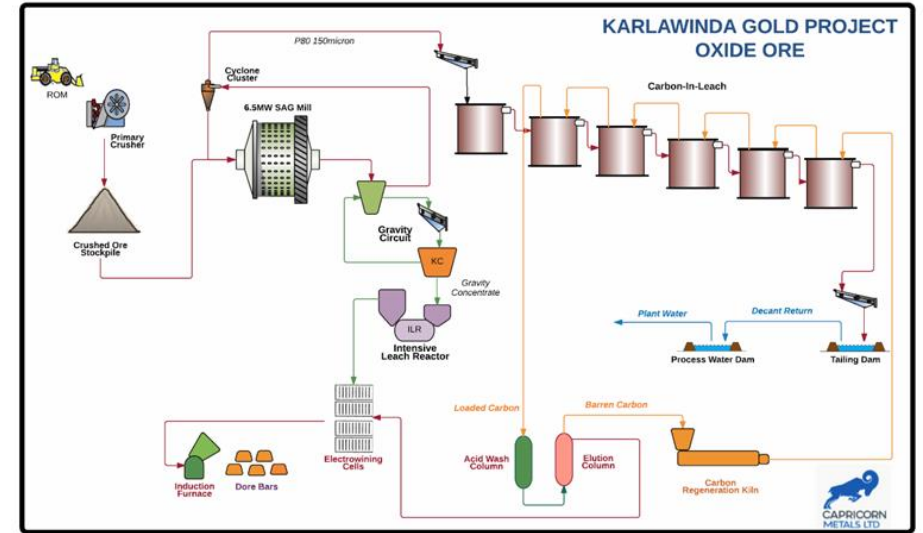 KARLAWINDA GOLD PROJECT
OXIDE ORE
P80 150micron
ROM
Cyclone
Cluster
6.5MW SAG Mill
Carbon-In-Leach
Primary
Crusher
Crushed Ore
Stockpile
Gravity
Circuit
KC
Gravity
Concentrate
ILR
Intensive
Leach Reactor
Plant Water
Decant Return
Process Water Dam
Tailing Dam
Loaded Carbon
Barren Carbon
Electrowining
Cells
Acid Wash
Column
Elution
Column
Induction
Furnace
Dore Bars
Carbon
Regeneration Kiln
CAPRICORN
METALS LTD